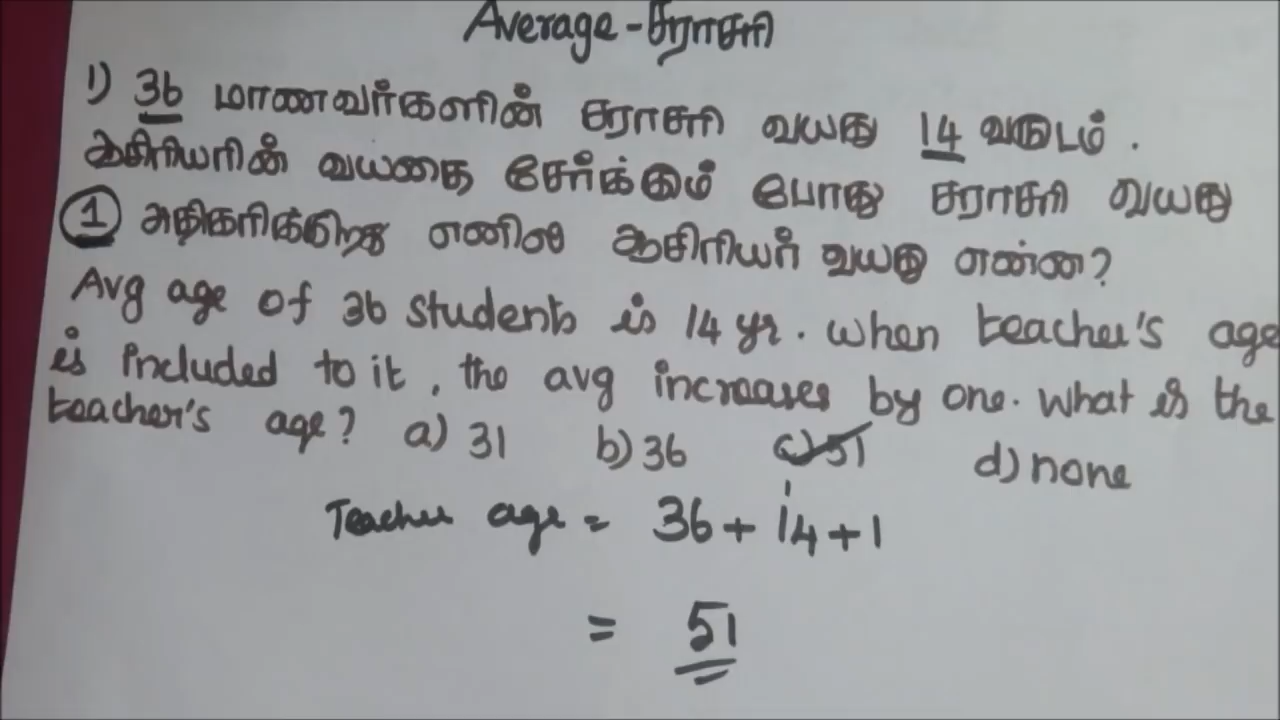 Average - சராசரி
1) 36 மாணவர்களின் சராசரி வயது 14 வருடம்.
ஆசிரியரின் வயதை சேர்க்கும் போது சராசரி வயது
1 அதிகரிக்கிறது எனில் ஆசிரியர் வயது என்ன?
Avg age of 36 students is 14 yr. when teacher's age
is included to it, the avg increases by one. What is the
teacher's age? a) 31 b) 36 c) 51 d) none
Teacher age = 36 + 14 + 1
= 51